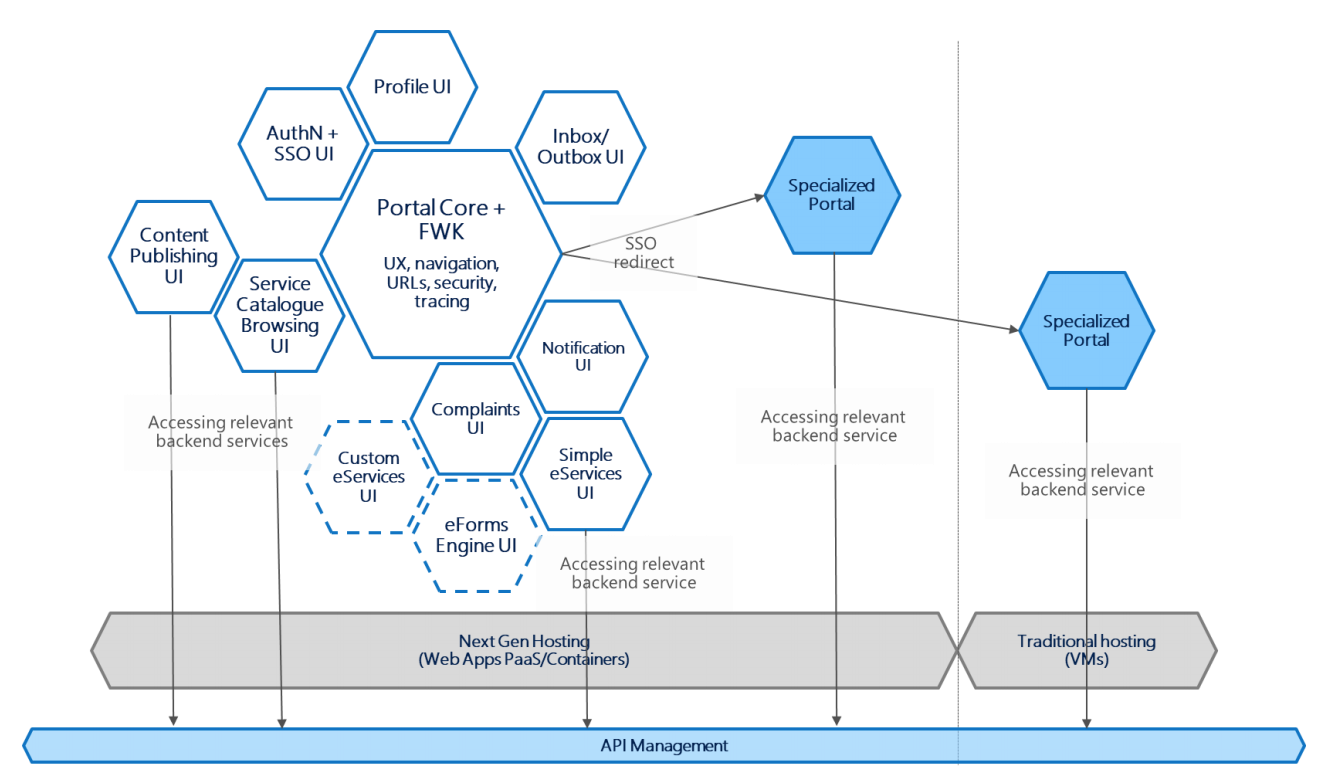 Profile UI
AuthN +
SSO UI
Inbox/
Outbox UI
Portal Core +
FWK
UX, navigation,
URLs, security,
tracing
Specialized
Portal
Content
Publishing
UI
SSO
redirect
Service
Catalogue
Browsing
UI
Specialized
Portal
Notification
UI
Complaints
UI
Accessing relevant
backend services
Accessing relevant
backend service
Custom
eServices
UI
Simple
eServices
UI
Accessing relevant
backend service
eForms
Engine UI
Accessing relevant
backend service
Next Gen Hosting
(Web Apps PaaS/Containers)
Traditional hosting
(VMs)
API Management